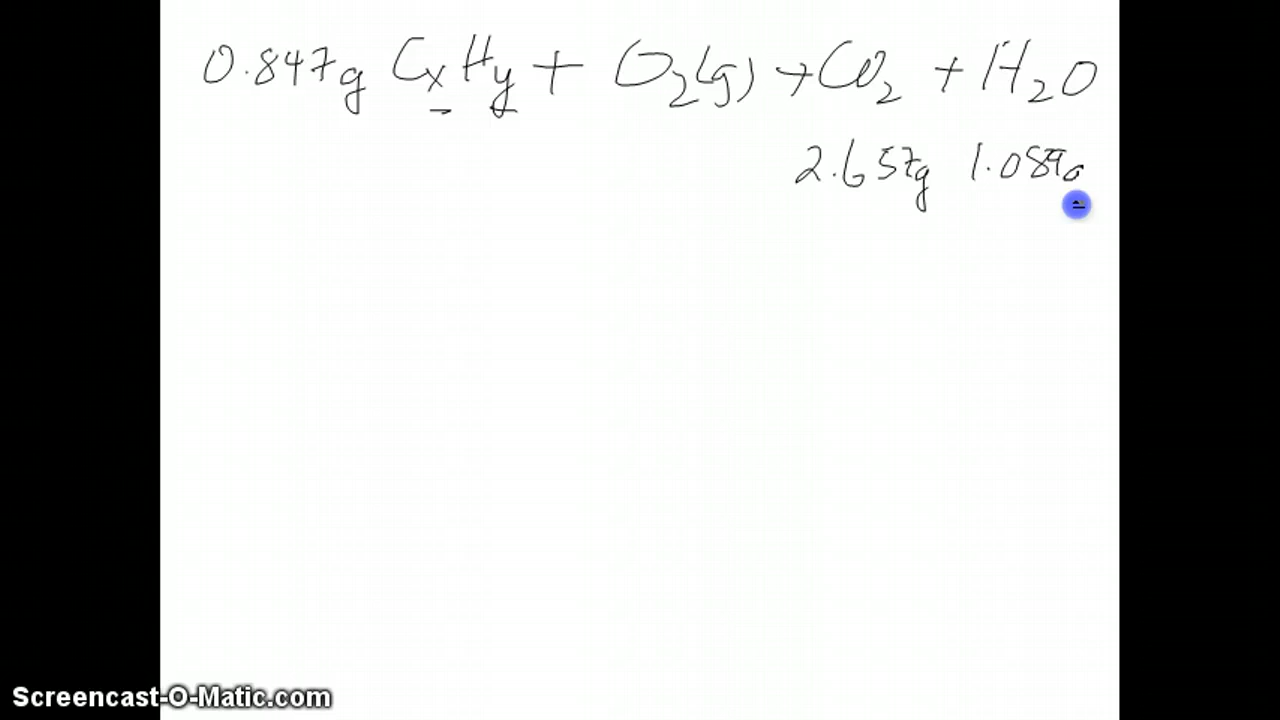 0.847g CxHy + O2(g) → CO2 + H2O
2.657g 1.089g
Screencast-O-Matic.com